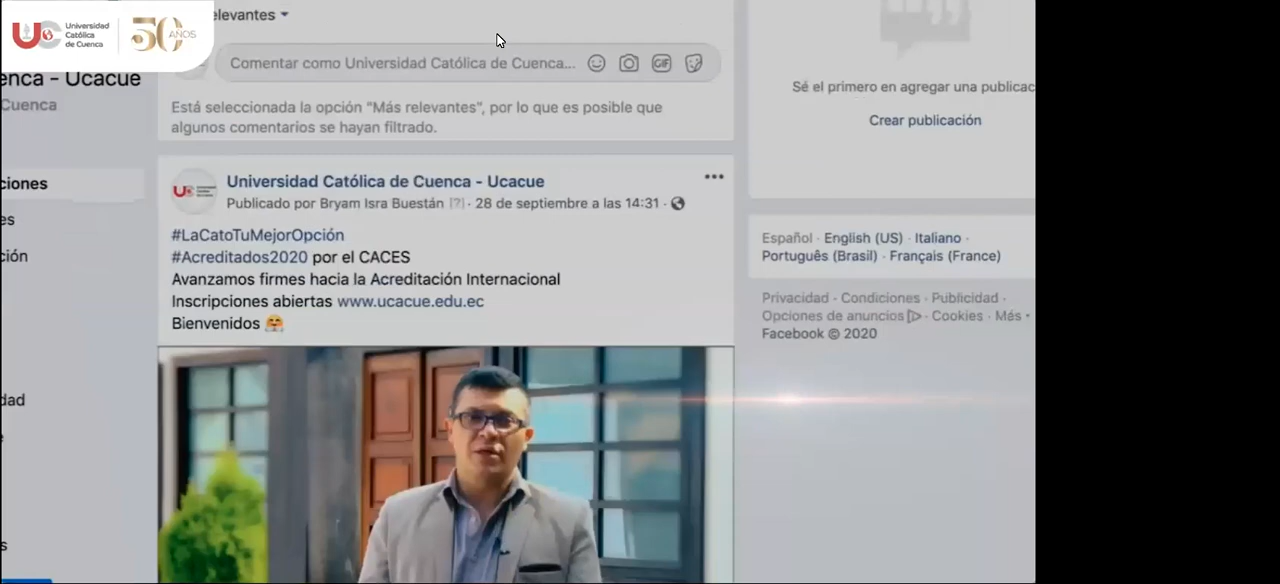 UC Universidad
Católica
de Cuenca
50 AÑOS
elevantes
enca - Ucacue
Cuenca
Comentar como Universidad Católica de Cuenca...
GIF
Está seleccionada la opción "Más relevantes", por lo que es posible que
algunos comentarios se hayan filtrado.
Sé el primero en agregar una publicac
Crear publicación
ciones
es
ción
dad
s
UC
Universidad Católica de Cuenca - Ucacue
Publicado por Bryam Isra Buestán [?] · 28 de septiembre a las 14:31 ·
#LaCatoTuMejorOpción
#Acreditados2020 por el CACES
Avanzamos firmes hacia la Acreditación Internacional
Inscripciones abiertas www.ucacue.edu.ec
Bienvenidos 🤗
Español · English (US) · Italiano ·
Português (Brasil) · Français (France)
Privacidad · Condiciones · Publicidad ·
Opciones de anuncios · Cookies · Más
Facebook © 2020